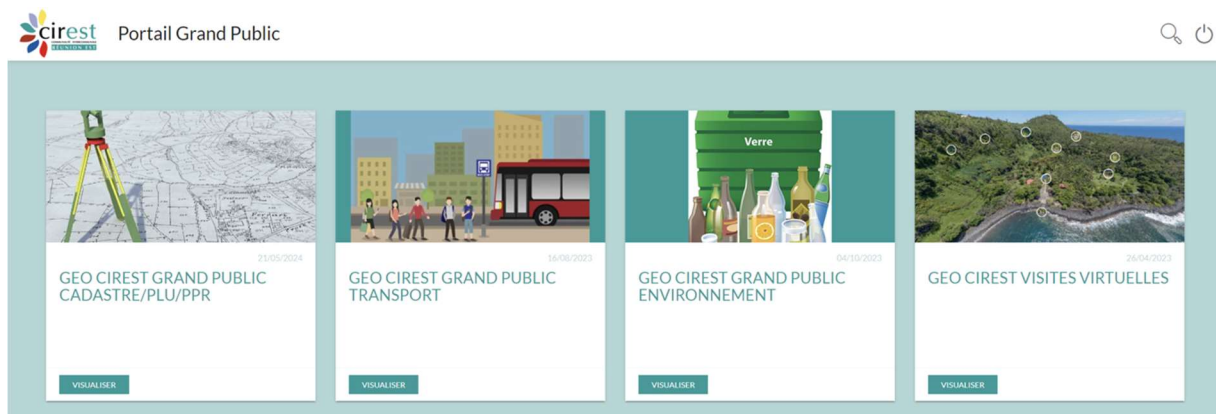 cirest
RÉUNION EST
Portail Grand Public
Verre
21/05/2024
GEO CIREST GRAND PUBLIC
CADASTRE/PLU/PPR
VISUALISER
16/08/2023
GEO CIREST GRAND PUBLIC
TRANSPORT
VISUALISER
04/10/2023
GEO CIREST GRAND PUBLIC
ENVIRONNEMENT
VISUALISER
26/04/2023
GEO CIREST VISITES VIRTUELLES
VISUALISER